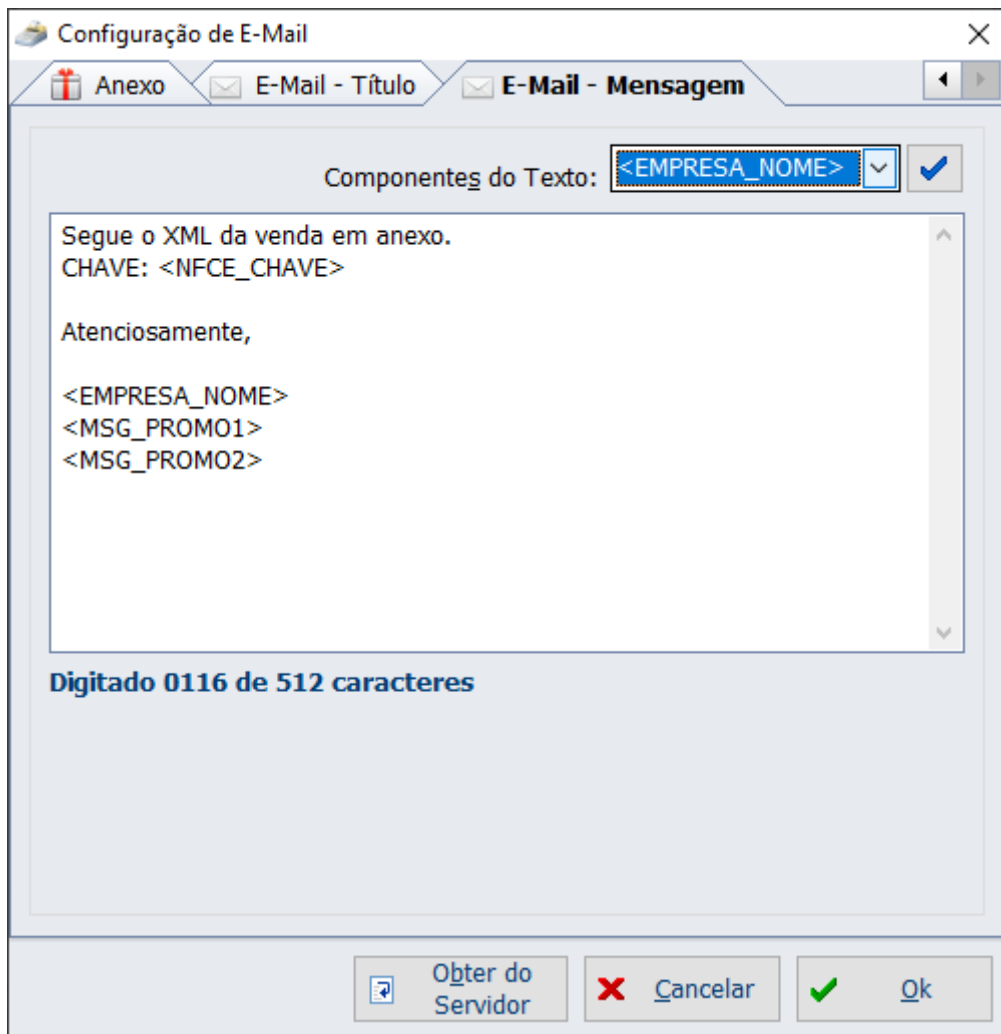 Configuração de E-Mail
Anexo
E-Mail - Título
E-Mail - Mensagem
Componentes do Texto: <EMPRESA_NOME>
Segue o XML da venda em anexo.
CHAVE: <NFCE_CHAVE>
Atenciosamente,
<EMPRESA_NOME>
<MSG_PROMO1>
<MSG_PROMO2>
Digitado 0116 de 512 caracteres
Obter do
Servidor
Cancelar
Ok